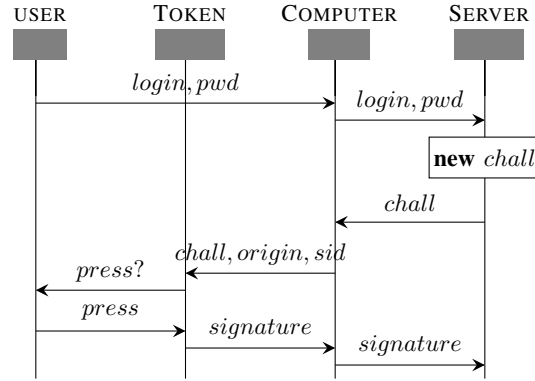 USER TOKEN COMPUTER SERVER
login, pwd
login, pwd
new chall
chall
chall, origin, sid
press?
press
signature
signature